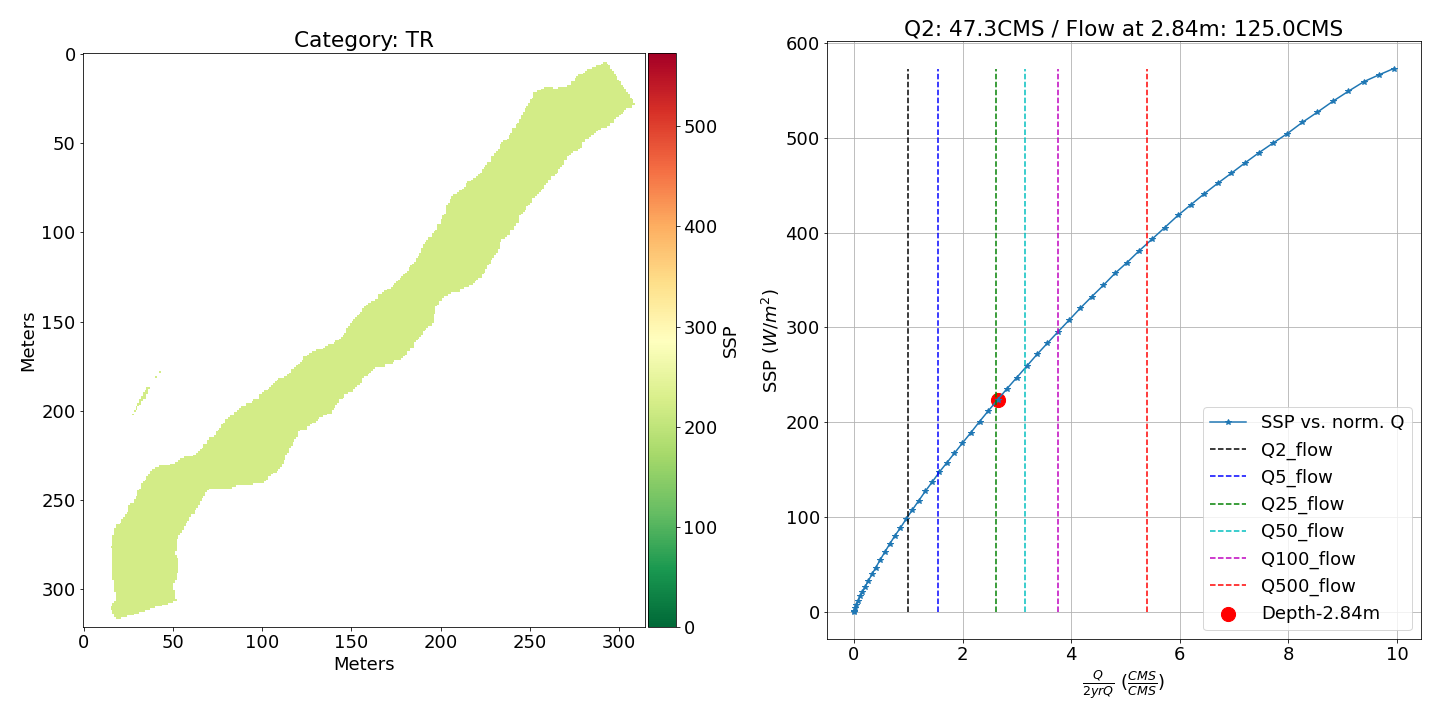 Category: TR
0
50
100
150
200
250
300
Meters
0
50
100
150
200
250
300
Meters
500
400
300
200
100
0
SSP
Q2: 47.3CMS / Flow at 2.84m: 125.0CMS
600
500
400
300
200
100
0
SSP (W/m²)
0
2
4
6
8
10
Q/2yrQ (CMS/CMS)
SSP vs. norm. Q
Q2_flow
Q5_flow
Q25_flow
Q50_flow
Q100_flow
Q500_flow
Depth-2.84m